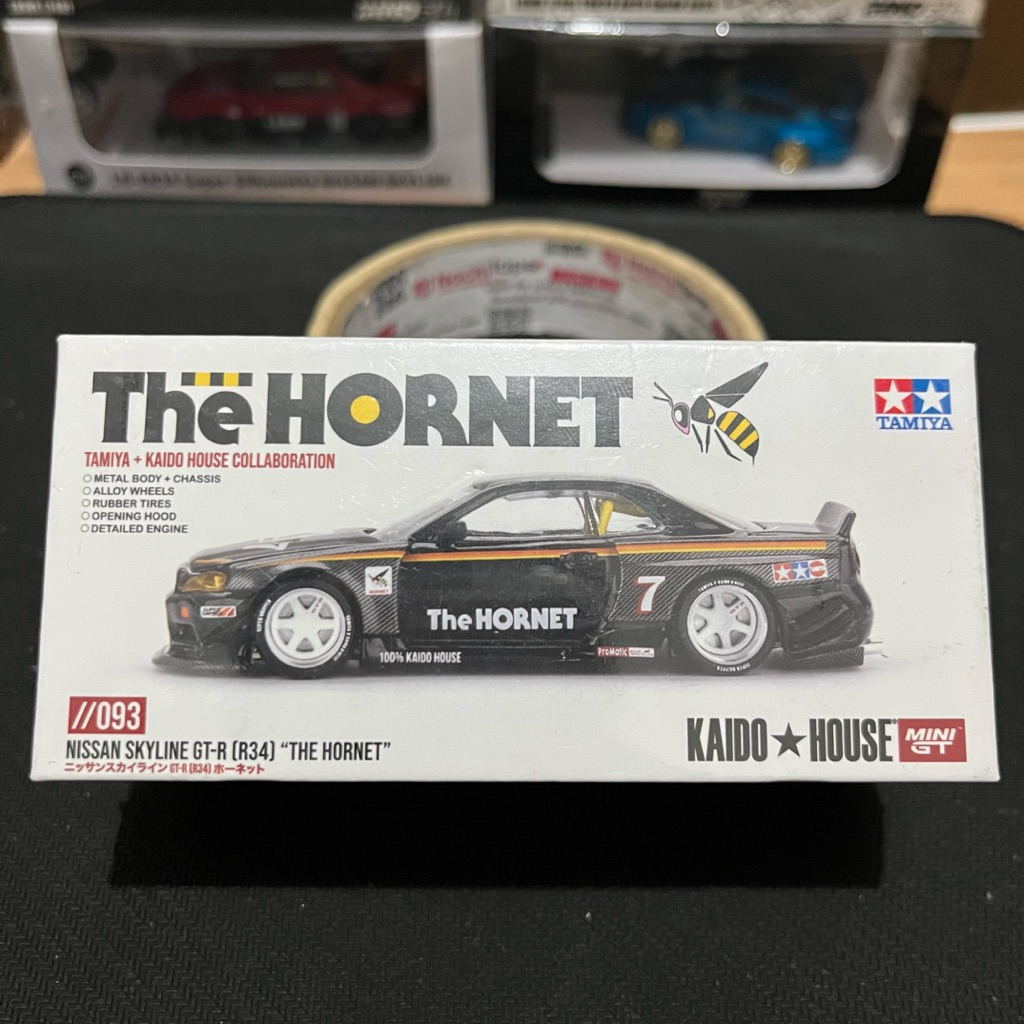 The HORNET
TAMIYA
TAMIYA + KAIDO HOUSE COLLABORATION
METAL BODY + CHASSIS
ALLOY WHEELS
RUBBER TIRES
OPENING HOOD
DETAILED ENGINE
7
The HORNET
100% KAIDO HOUSE
ProMatic
//093
NISSAN SKYLINE GT-R (R34) “THE HORNET”
ニッサンスカイライン GT-R (R34) ホーネット
KAIDO★HOUSE
MINI GT